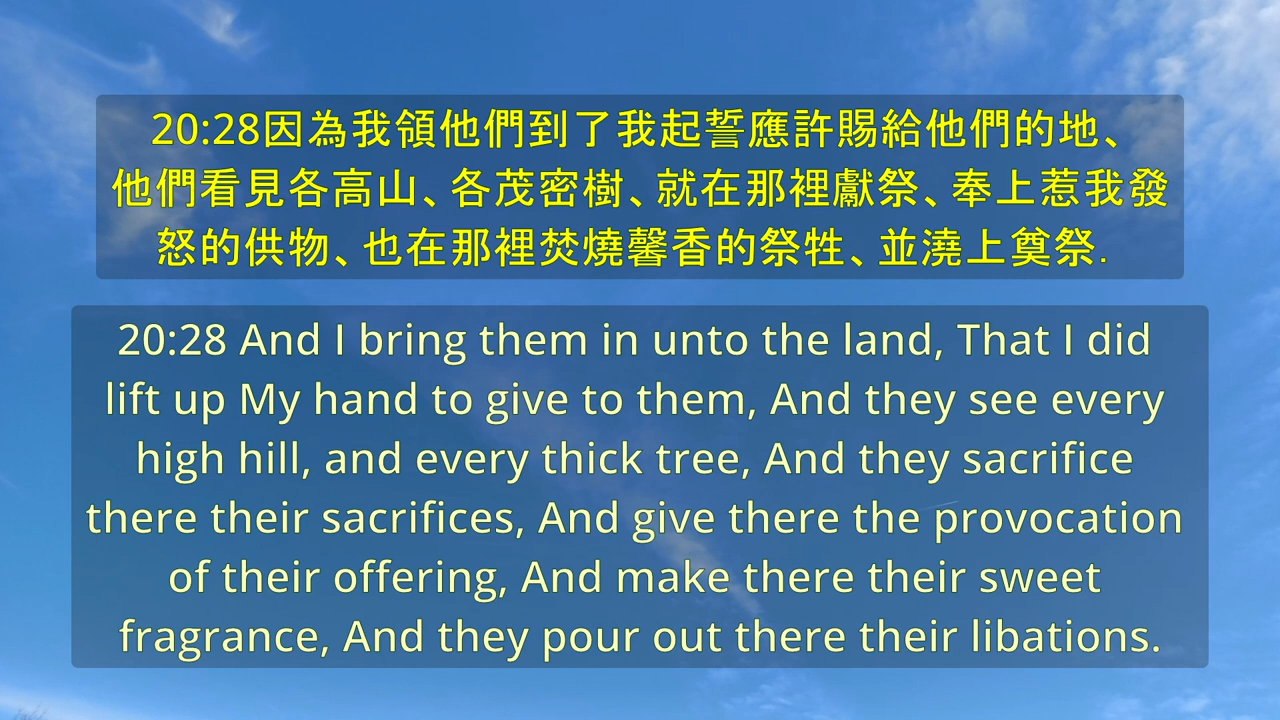 20:28因為我領他們到了我起誓應許賜給他們的地、
他們看見各高山、各茂密樹、就在那裡獻祭、奉上惹我發
怒的供物、也在那裡焚燒馨香的祭牲、並澆上奠祭.
20:28 And I bring them in unto the land, That I did
lift up My hand to give to them, And they see every
high hill, and every thick tree, And they sacrifice
there their sacrifices, And give there the provocation
of their offering, And make there their sweet
fragrance, And they pour out there their libations.